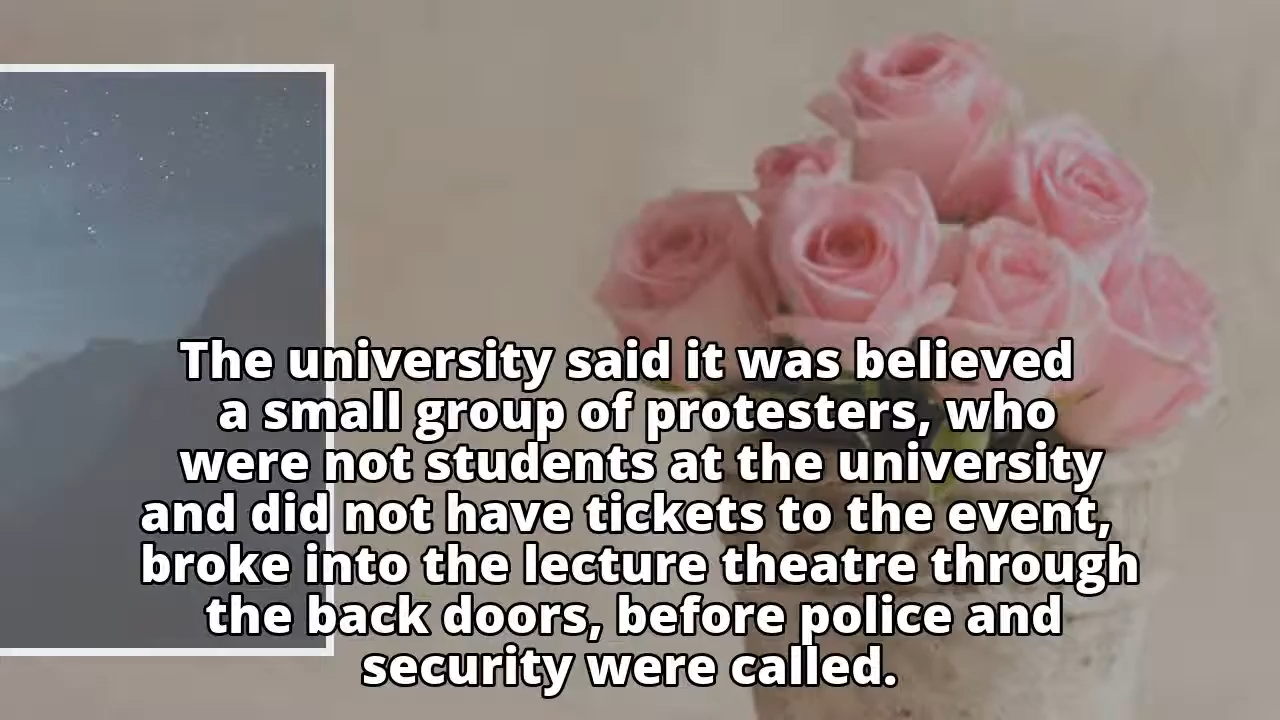 The university said it was believed
a small group of protesters, who
were not students at the university
and did not have tickets to the event,
broke into the lecture theatre through
the back doors, before police and
security were called.